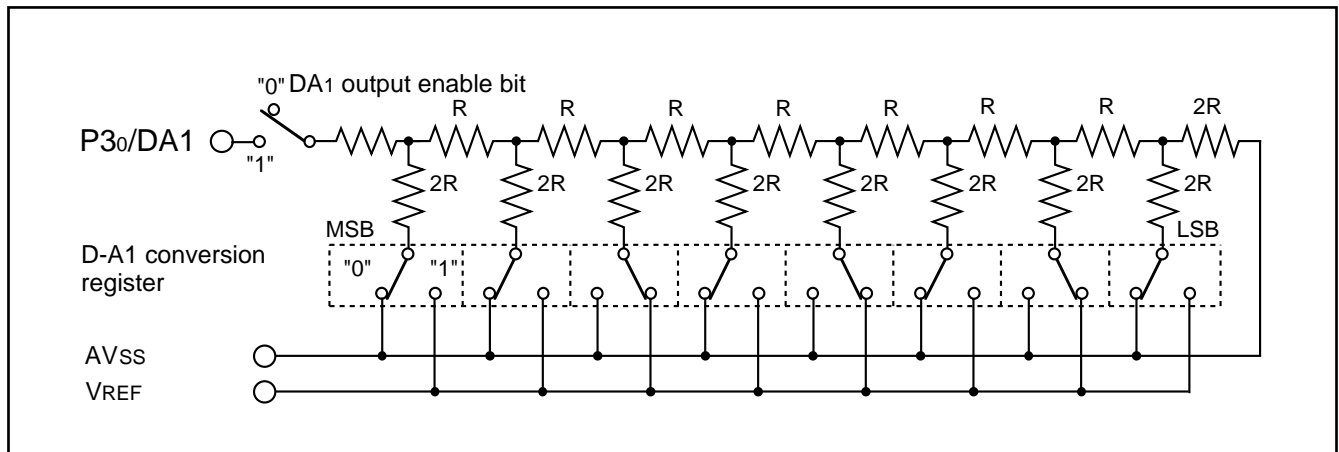 "0" DA1 output enable bit
R R R R R R R 2R
P30/DA1
"1"
2R 2R 2R 2R 2R 2R 2R 2R
MSB LSB
D-A1 conversion
register
"0" "1"
AVSS
VREF